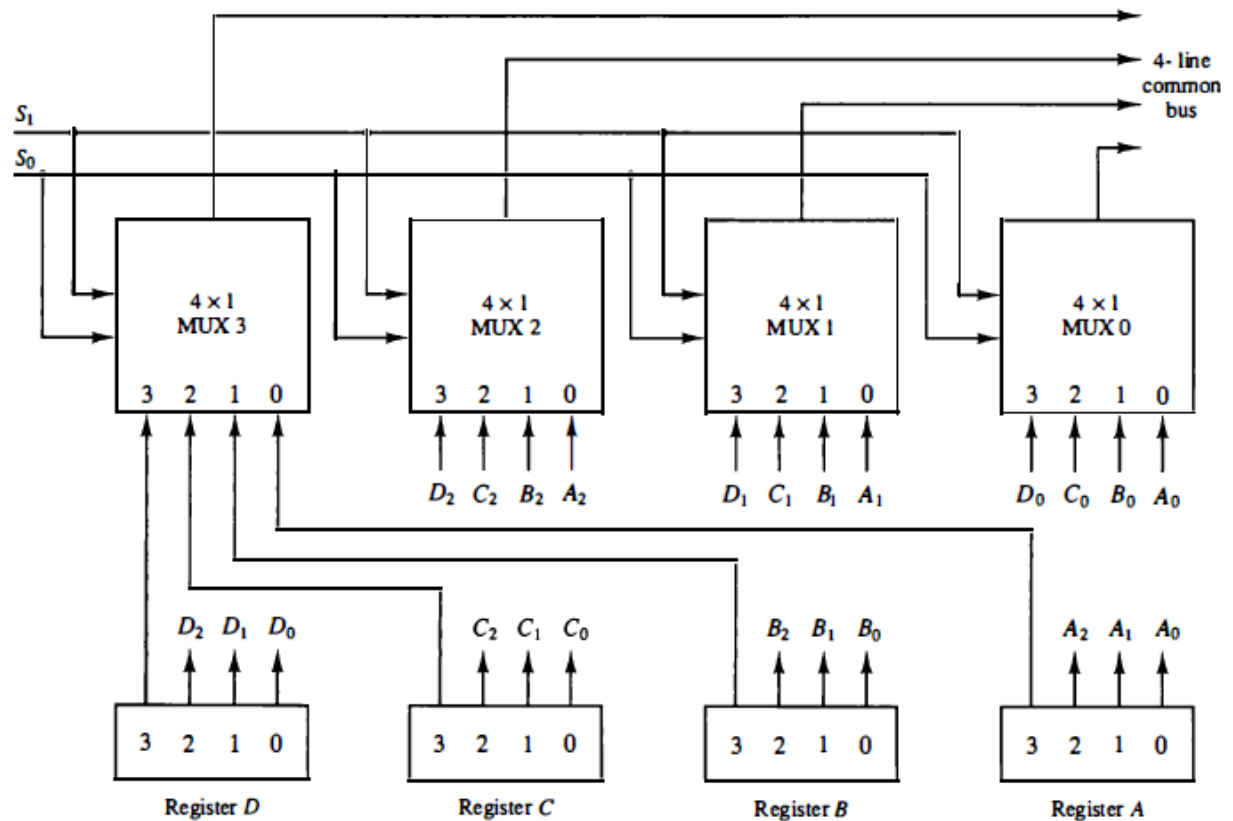 4- line
common
bus
S1
S0
4 × 1
MUX 3
4 × 1
MUX 2
4 × 1
MUX 1
4 × 1
MUX 0
3 2 1 0
3 2 1 0
3 2 1 0
3 2 1 0
D2 C2 B2 A2
D1 C1 B1 A1
D0 C0 B0 A0
D2 D1 D0
C2 C1 C0
B2 B1 B0
A2 A1 A0
3 2 1 0
3 2 1 0
3 2 1 0
3 2 1 0
Register D
Register C
Register B
Register A